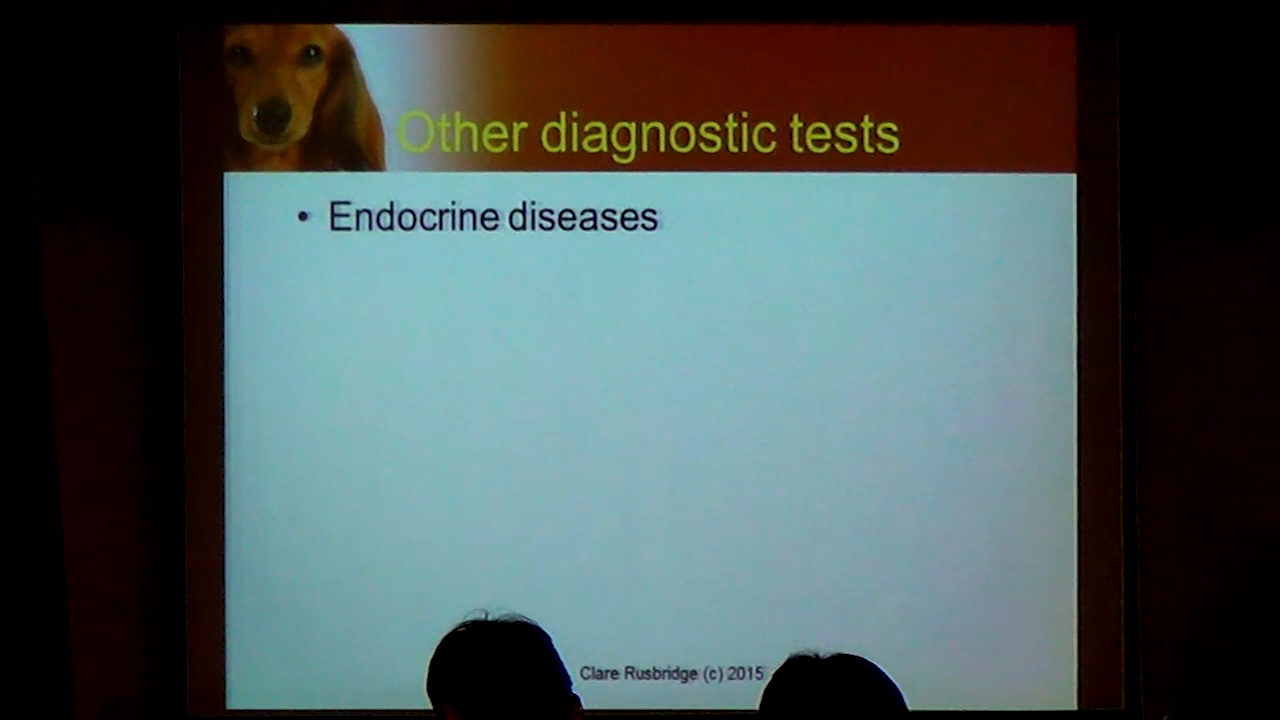 Other diagnostic tests
• Endocrine diseases
Clare Rusbridge (c) 2015